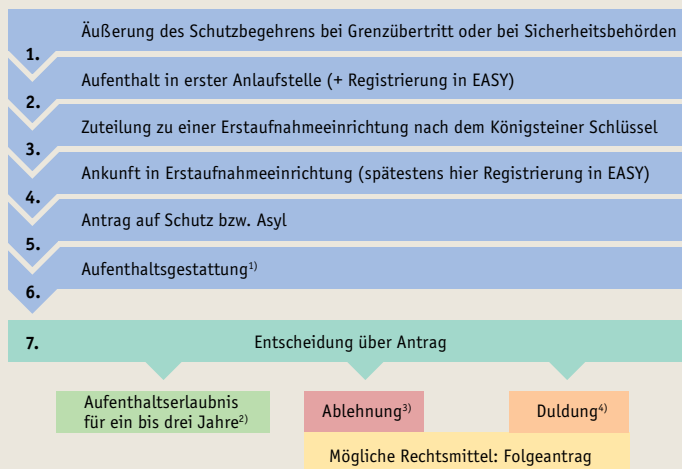 1. Äußerung des Schutzbegehrens bei Grenzübertritt oder bei Sicherheitsbehörden
2. Aufenthalt in erster Anlaufstelle (+ Registrierung in EASY)
3. Zuteilung zu einer Erstaufnahmeeinrichtung nach dem Königsteiner Schlüssel
4. Ankunft in Erstaufnahmeeinrichtung (spätestens hier Registrierung in EASY)
5. Antrag auf Schutz bzw. Asyl
6. Aufenthaltsgestattung1)
7. Entscheidung über Antrag
Aufenthaltserlaubnis
für ein bis drei Jahre2)
Ablehnung3)
Duldung4)
Mögliche Rechtsmittel: Folgeantrag